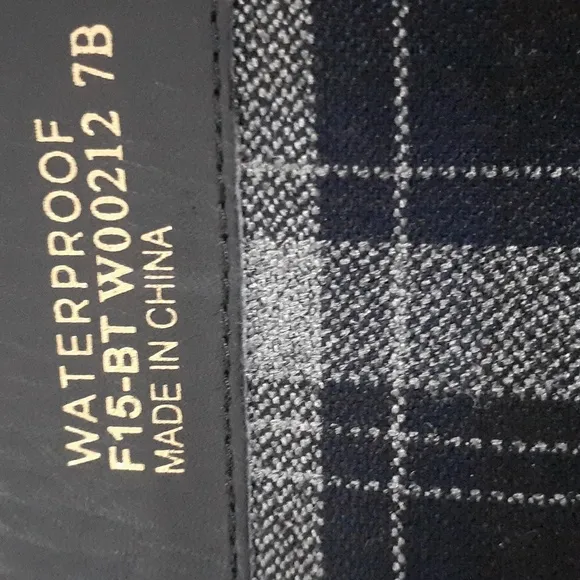 WATERPROOF
F15-BT W00212 7B
MADE IN CHINA